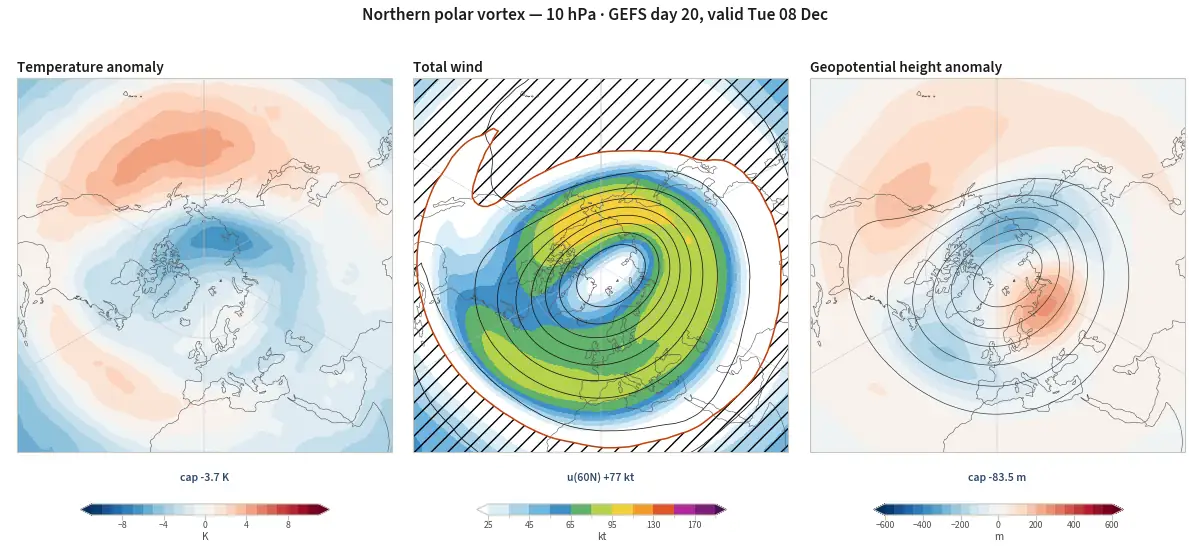 Northern polar vortex — 10 hPa · GEFS day 20, valid Tue 08 Dec
Temperature anomaly
Total wind
Geopotential height anomaly
cap -3.7 K
u(60N) +77 kt
cap -83.5 m
−8 −4 0 4 8
K
25 45 65 95 130 170
kt
−600 −400 −200 0 200 400 600
m